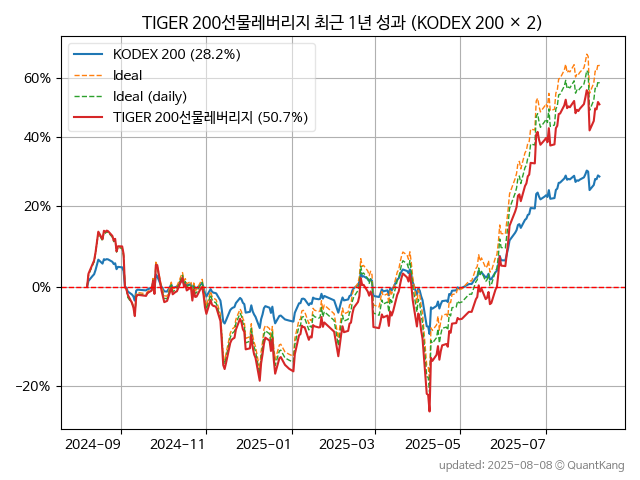 TIGER 200선물레버리지 최근 1년 성과 (KODEX 200 × 2)
KODEX 200 (28.2%)
Ideal
Ideal (daily)
TIGER 200선물레버리지 (50.7%)
60%
40%
20%
0%
−20%
2024-09
2024-11
2025-01
2025-03
2025-05
2025-07
updated: 2025-08-08 © QuantKang